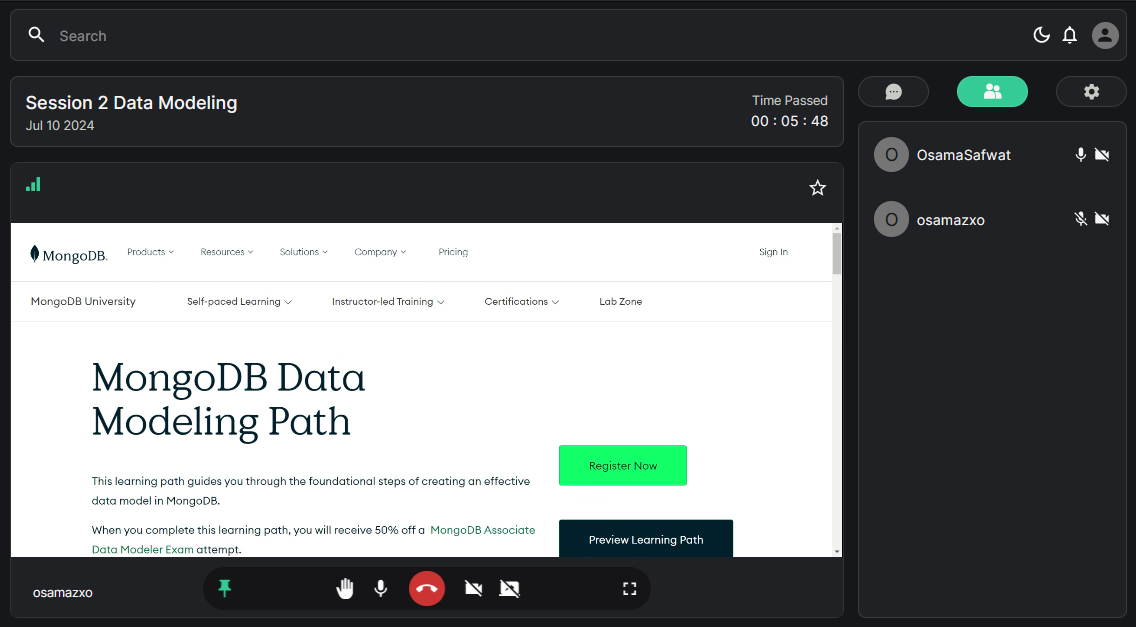 Search
Session 2 Data Modeling
Jul 10 2024
Time Passed
00 : 05 : 48
O OsamaSafwat
O osamazxo
MongoDB. Products Resources Solutions Company Pricing Sign In
MongoDB University Self-paced Learning Instructor-led Training Certifications Lab Zone
MongoDB Data
Modeling Path
This learning path guides you through the foundational steps of creating an effective
data model in MongoDB.
When you complete this learning path, you will receive 50% off a MongoDB Associate
Data Modeler Exam attempt.
Register Now
Preview Learning Path
osamazxo